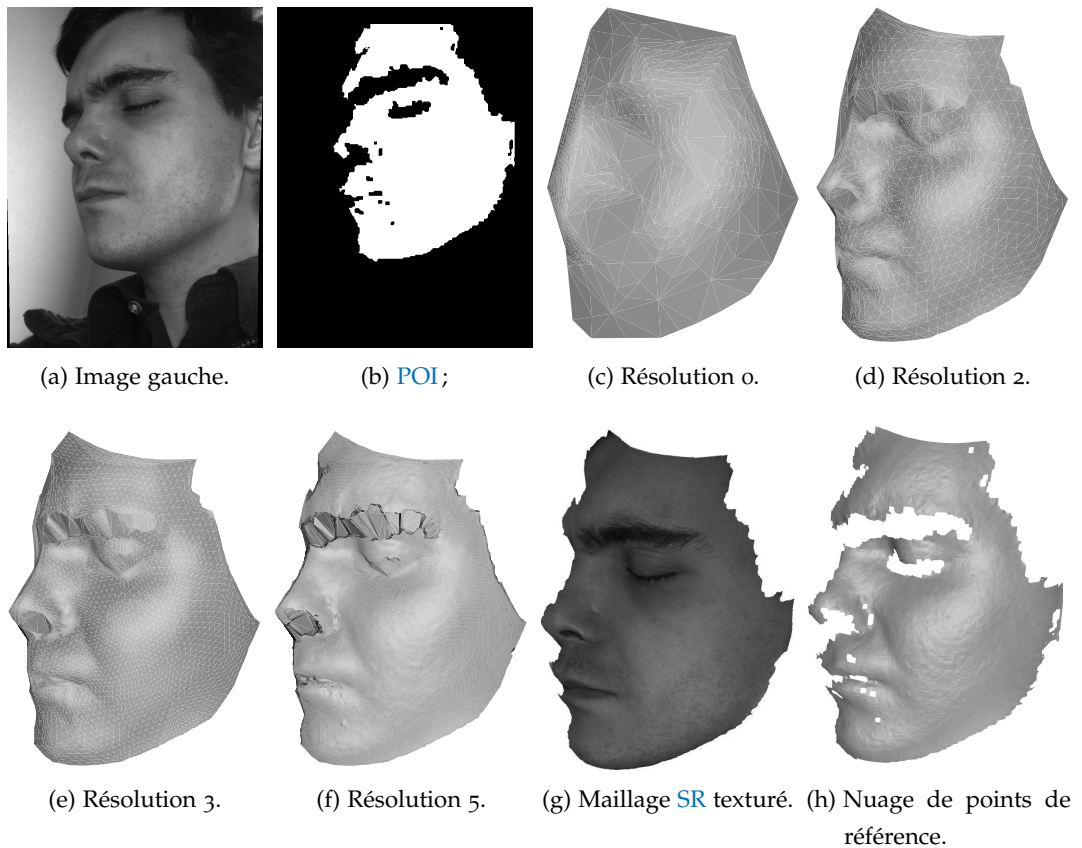 (a) Image gauche.
(b) POI ;
(c) Résolution 0.
(d) Résolution 2.
(e) Résolution 3.
(f) Résolution 5.
(g) Maillage SR texturé.
(h) Nuage de points de
référence.